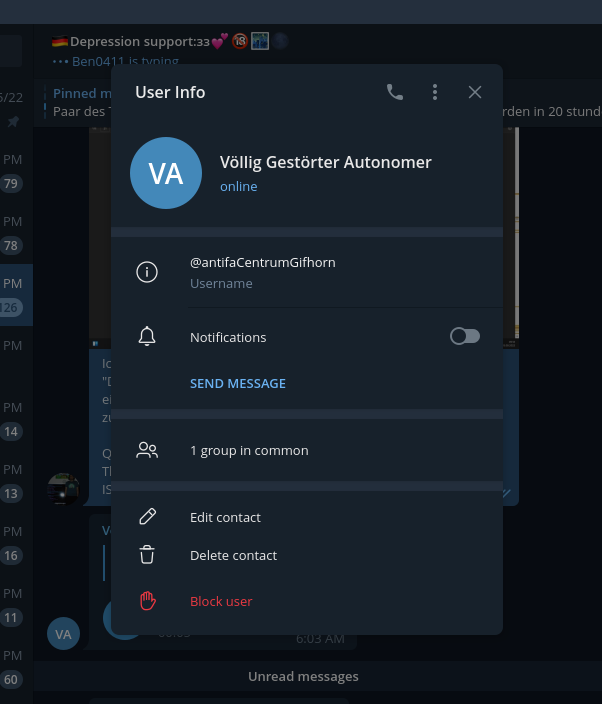 🇩🇪Depression support:зз💕🔞
Ben0411 is typing
5/22
Pinned m
Paar des T
rden in 20 stund
User Info
VA
Völlig Gestörter Autonomer
online
@antifaCentrumGifhorn
Username
Notifications
SEND MESSAGE
1 group in common
Edit contact
Delete contact
Block user
PM
79
PM
78
PM
126
PM
PM
14
PM
13
PM
16
PM
11
PM
60
VA
6:03 AM
Unread messages